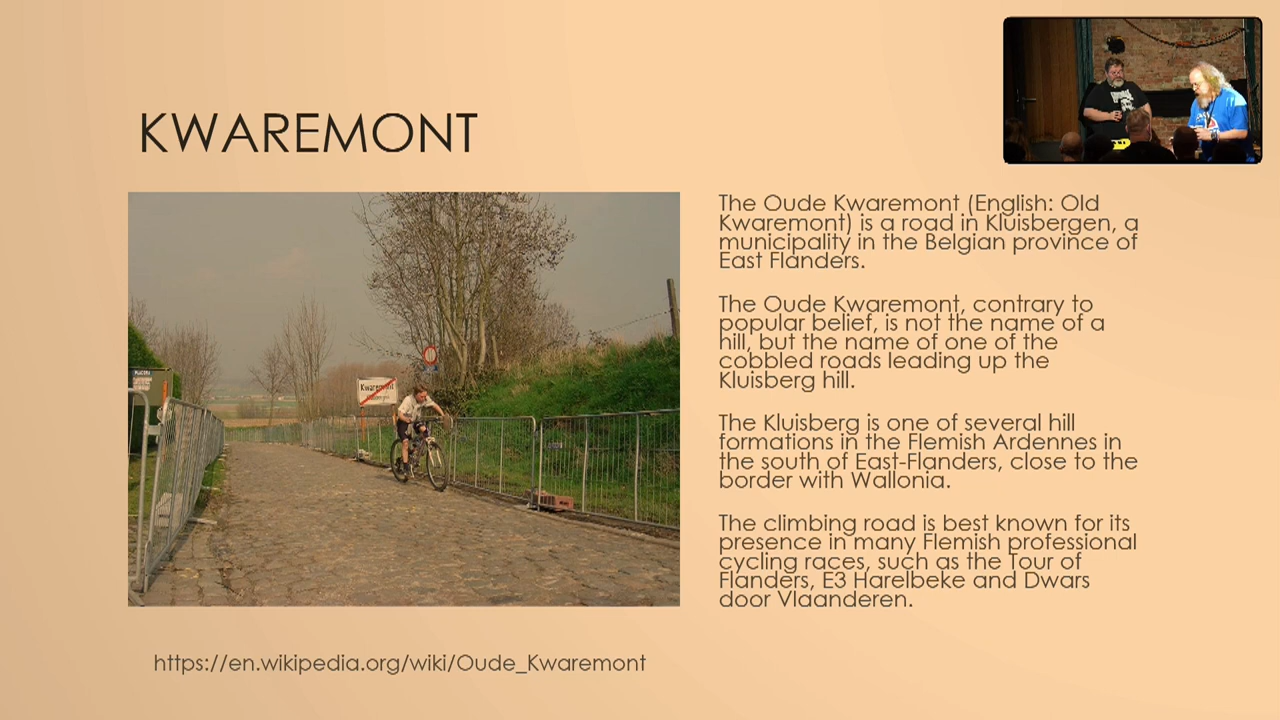 KWAREMONT
The Oude Kwaremont (English: Old
Kwaremont) is a road in Kluisbergen, a
municipality in the Belgian province of
East Flanders.
The Oude Kwaremont, contrary to
popular belief, is not the name of a
hill, but the name of one of the
cobbled roads leading up the
Kluisberg hill.
The Kluisberg is one of several hill
formations in the Flemish Ardennes in
the south of East-Flanders, close to the
border with Wallonia.
The climbing road is best known for its
presence in many Flemish professional
cycling races, such as the Tour of
Flanders, E3 Harelbeke and Dwars
door Vlaanderen.
Kwaremont
https://en.wikipedia.org/wiki/Oude_Kwaremont